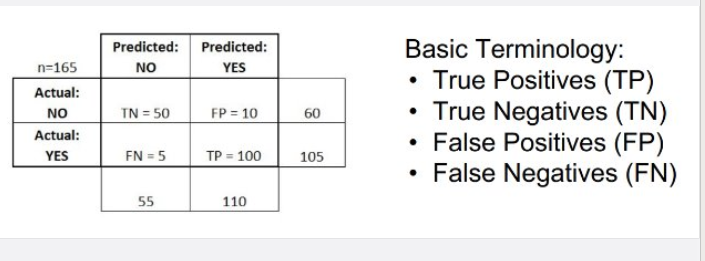 n=165 Predicted: NO Predicted: YES
Actual: NO TN = 50 FP = 10 60
Actual: YES FN = 5 TP = 100 105
55 110
Basic Terminology:
• True Positives (TP)
• True Negatives (TN)
• False Positives (FP)
• False Negatives (FN)